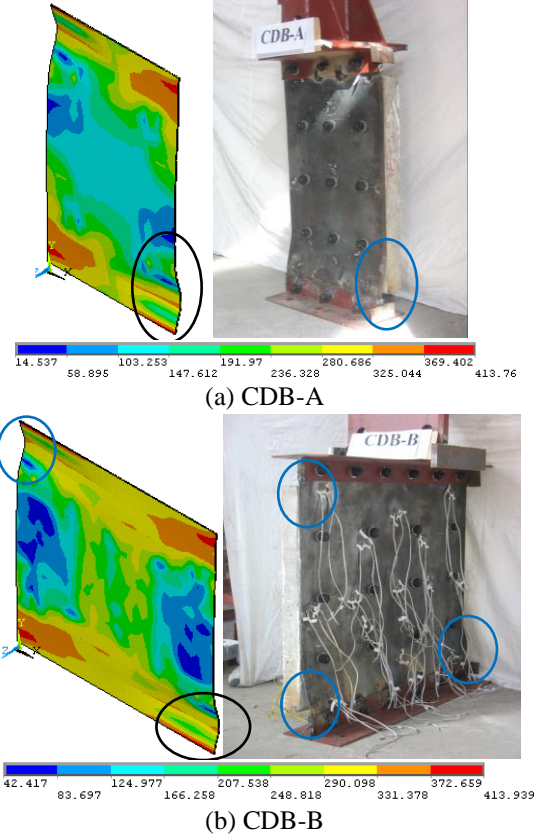 CDB-A
Y
Z X
14.537 103.253 191.97 280.686 369.402
58.895 147.612 236.328 325.044 413.76
(a) CDB-A
CDB-B
Y
Z X
42.417 124.977 207.538 290.098 372.659
83.697 166.258 248.818 331.378 413.939
(b) CDB-B